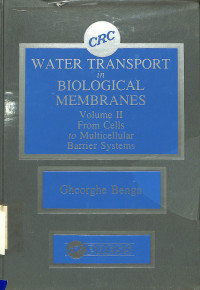 CRC
WATER TRANSPORT
in
BIOLOGICAL
MEMBRANES
Volume II
From Cells
to Multicellular
Barrier Systems
Gheorghe Benga